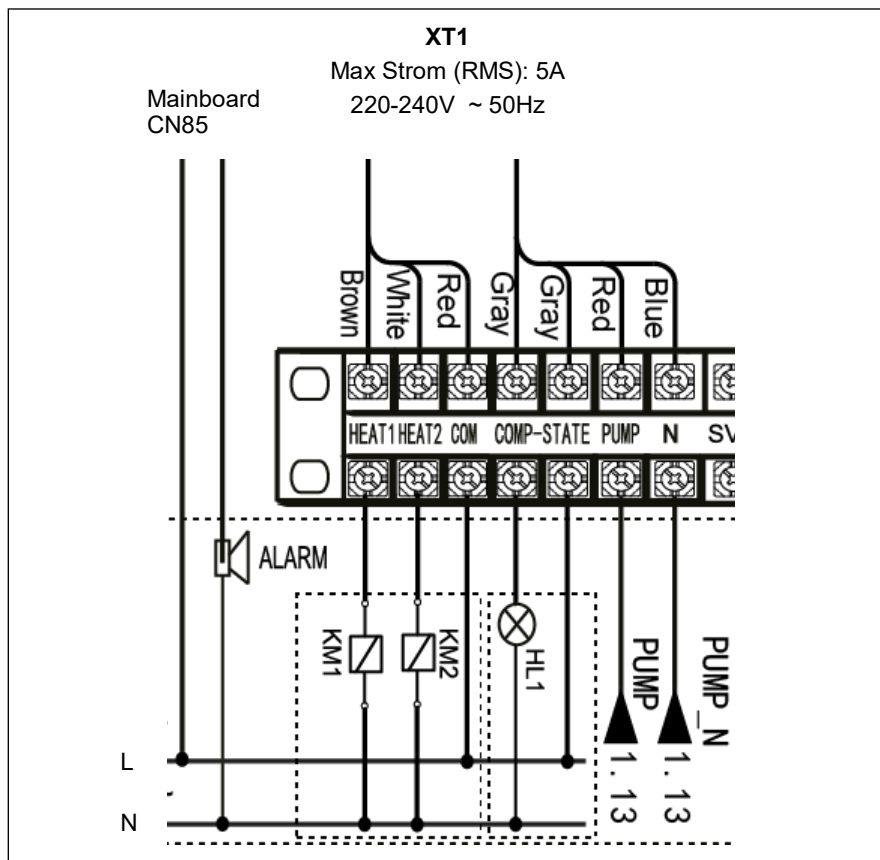 XT1
Max Strom (RMS): 5A
220-240V ~ 50Hz
Mainboard
CN85
Brown
White
Red
Gray
Gray
Red
Blue
HEAT1 HEAT2 COM COMP-STATE PUMP N SV
ALARM
KM1
KM2
HL1
PUMP
PUMP_N
L
N
1.13
1.13